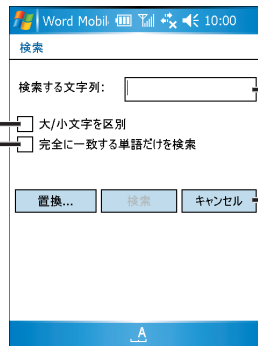 Word Mobil 10:00
検索
検索する文字列:
大/小文字を区別
完全に一致する単語だけを検索
置換... 検索 キャンセル
A